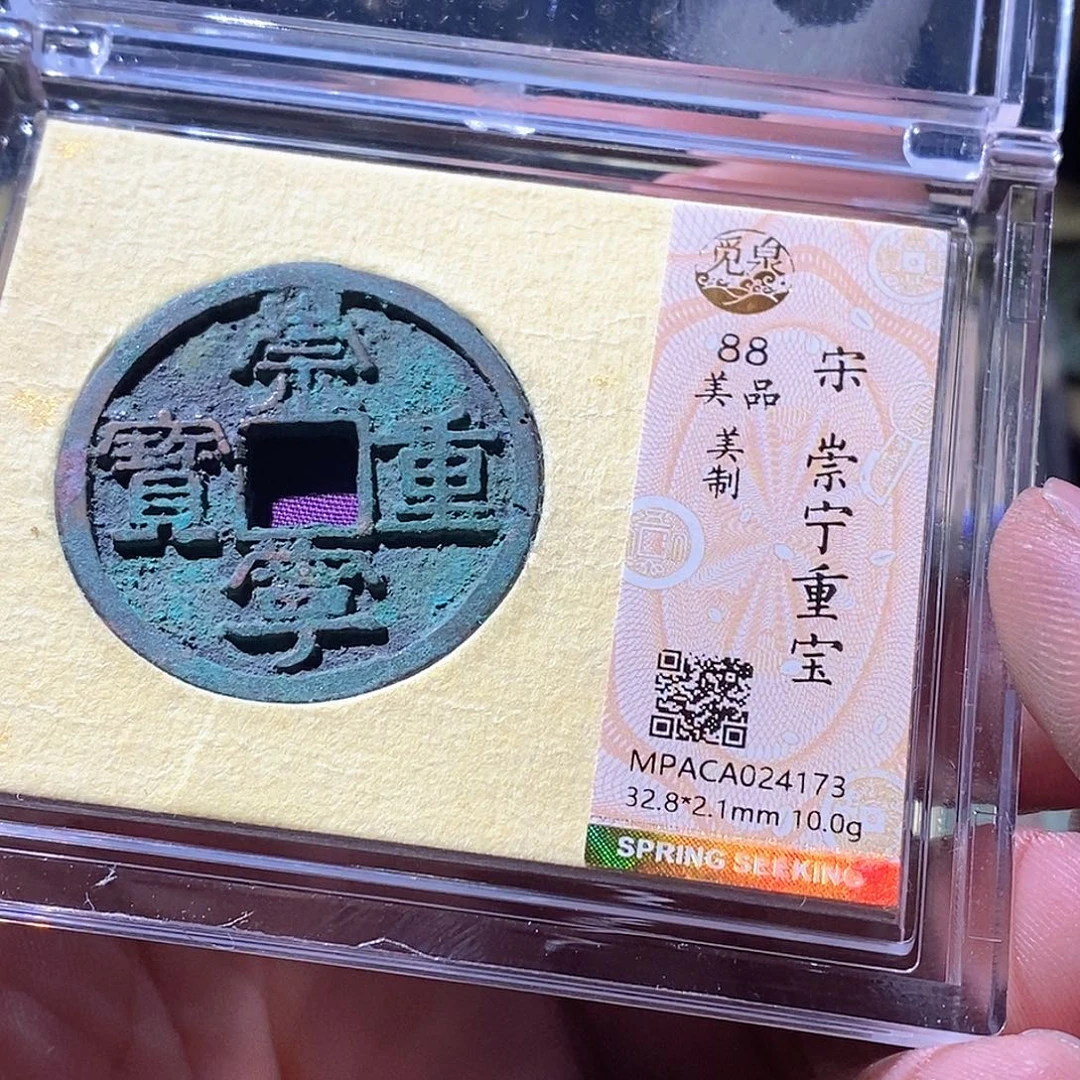 崇寧重寶
觅泉
88
美品
美制
宋 崇宁重宝
MPACA024173
32.8*2.1mm 10.0g
SPRING SEEKING